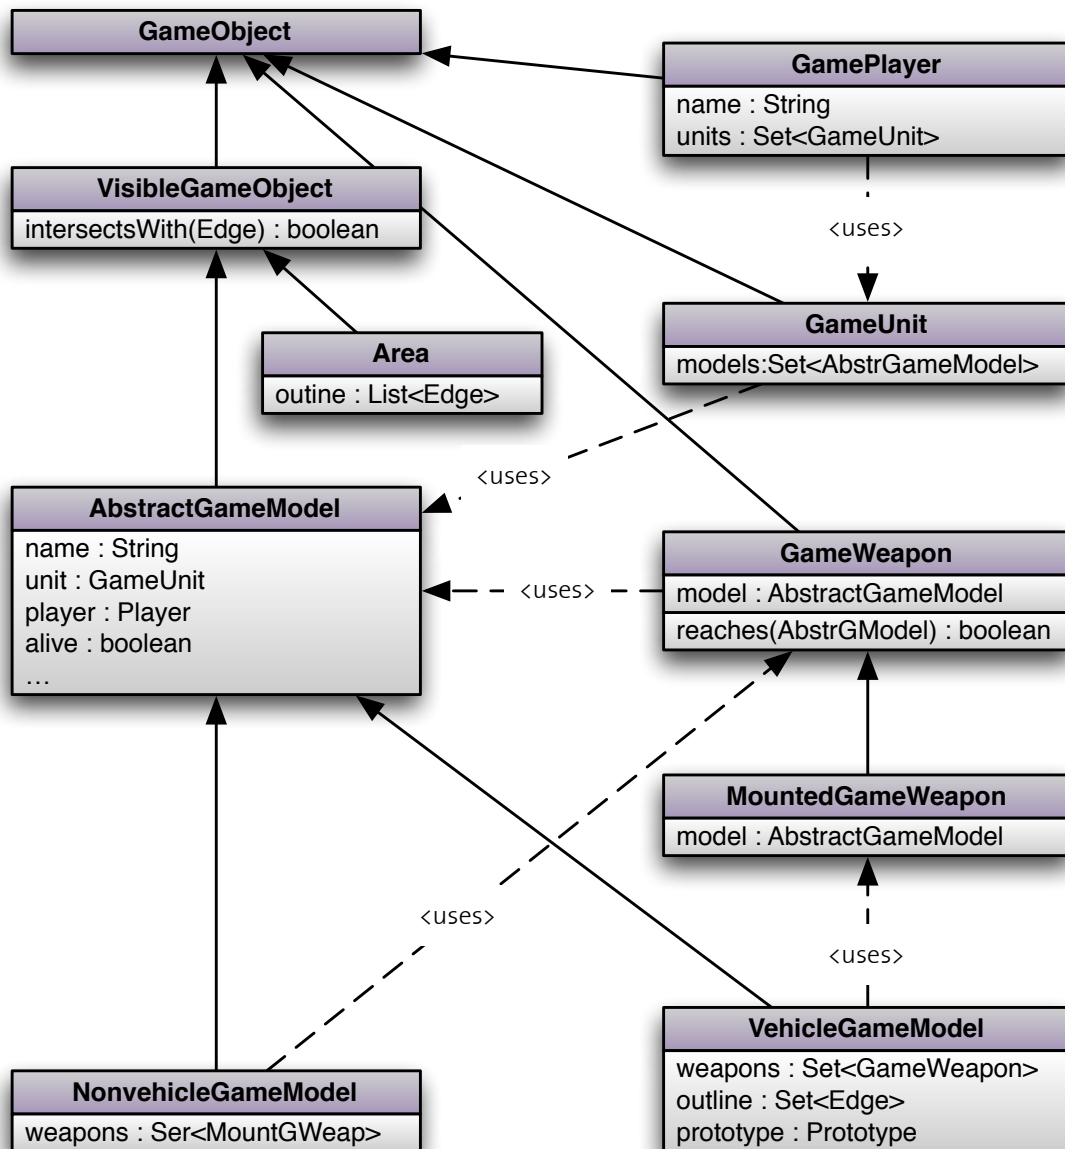 GameObject
GamePlayer
name : String
units : Set<GameUnit>
VisibleGameObject
intersectsWith(Edge) : boolean
<uses>
GameUnit
models:Set<AbstrGameModel>
Area
outine : List<Edge>
<uses>
AbstractGameModel
name : String
unit : GameUnit
player : Player
alive : boolean
…
<uses>
GameWeapon
model : AbstractGameModel
reaches(AbstrGModel) : boolean
MountedGameWeapon
model : AbstractGameModel
<uses>
<uses>
VehicleGameModel
weapons : Set<GameWeapon>
outline : Set<Edge>
prototype : Prototype
NonvehicleGameModel
weapons : Ser<MountGWeap>